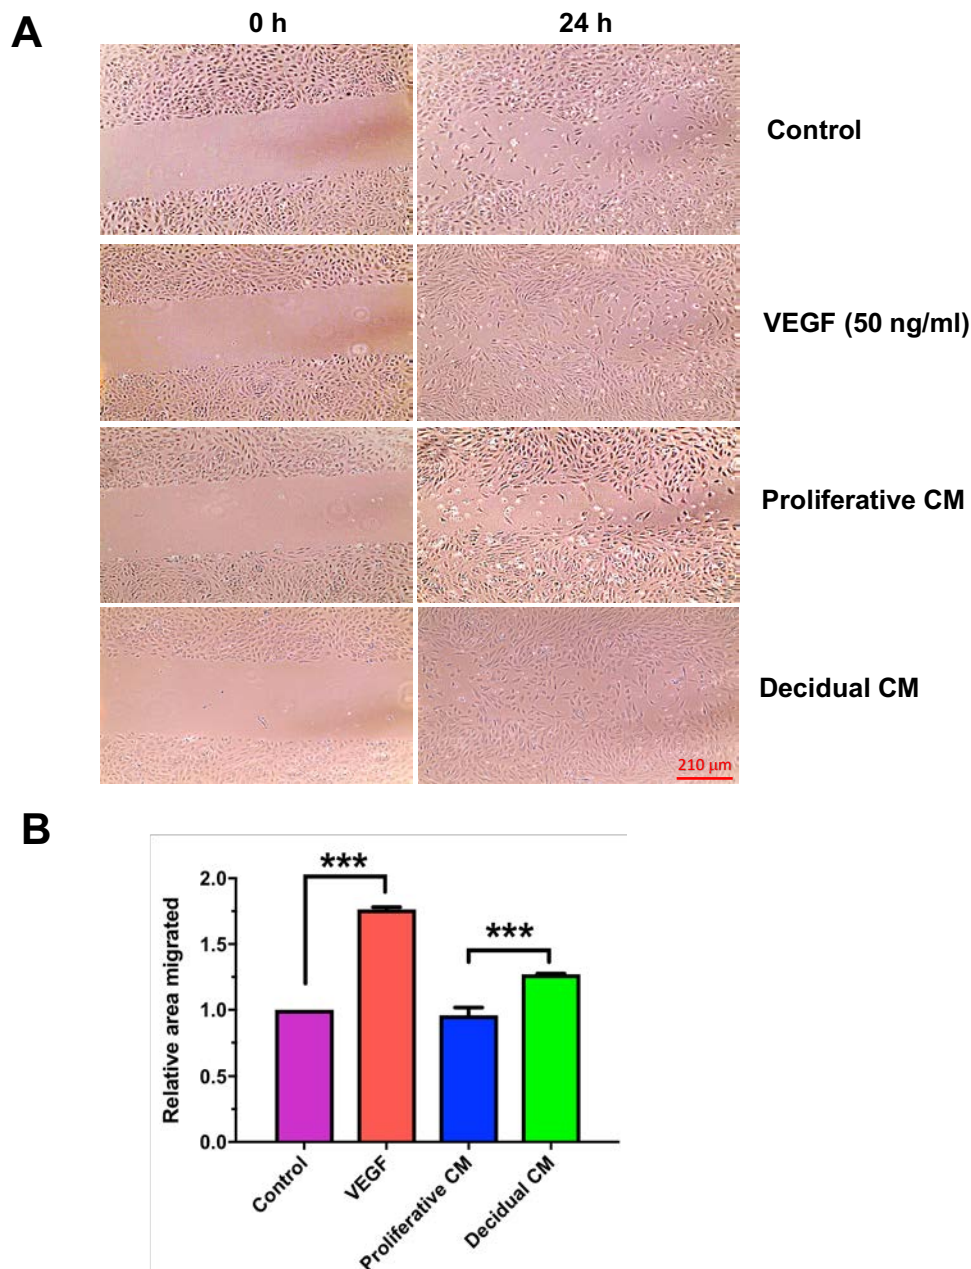 A
0 h
24 h
Control
VEGF (50 ng/ml)
Proliferative CM
Decidual CM
210 μm
B
Relative area migrated
2.0
1.5
1.0
0.5
0.0
***
***
Control
VEGF
Proliferative CM
Decidual CM